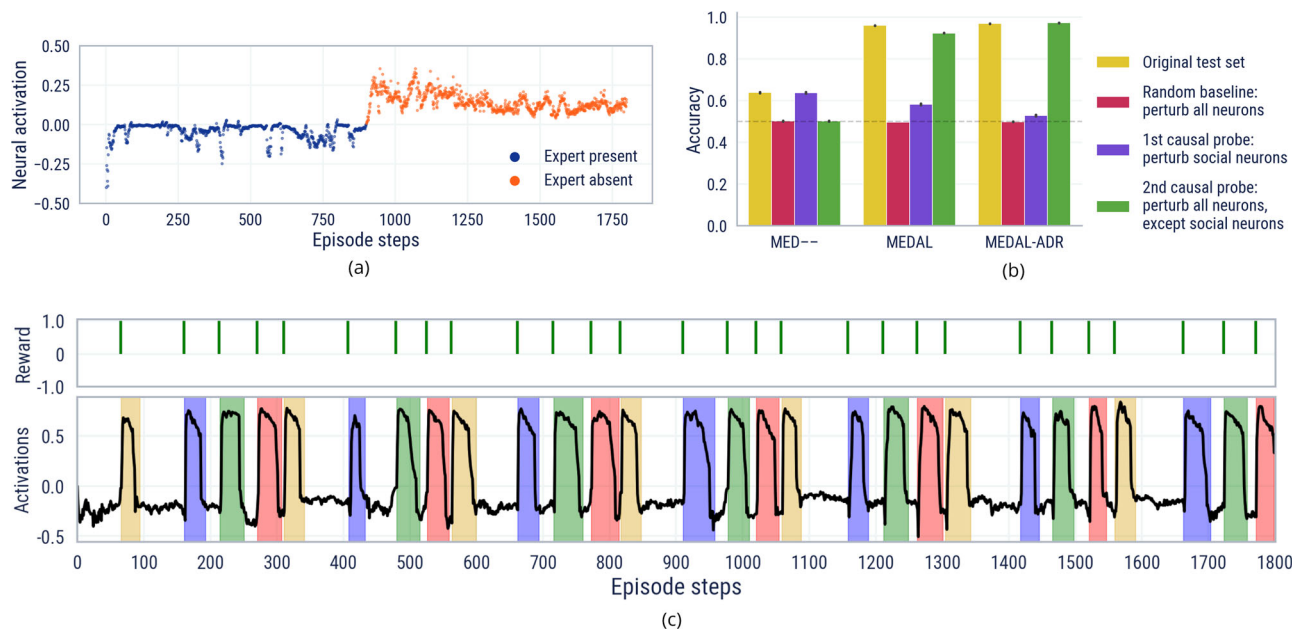 0.50
0.25
0.00
−0.25
−0.50
Neural activation
0
250
500
750
1000
1250
1500
1750
Episode steps
Expert present
Expert absent
(a)
1.0
0.8
0.6
0.4
0.2
0.0
Accuracy
MED−−
MEDAL
MEDAL-ADR
Original test set
Random baseline:
perturb all neurons
1st causal probe:
perturb social neurons
2nd causal probe:
perturb all neurons,
except social neurons
(b)
1.0
0
-1.0
Reward
0.5
0.0
-0.5
Activations
0
100
200
300
400
500
600
700
800
900
1000
1100
1200
1300
1400
1500
1600
1700
1800
Episode steps
(c)